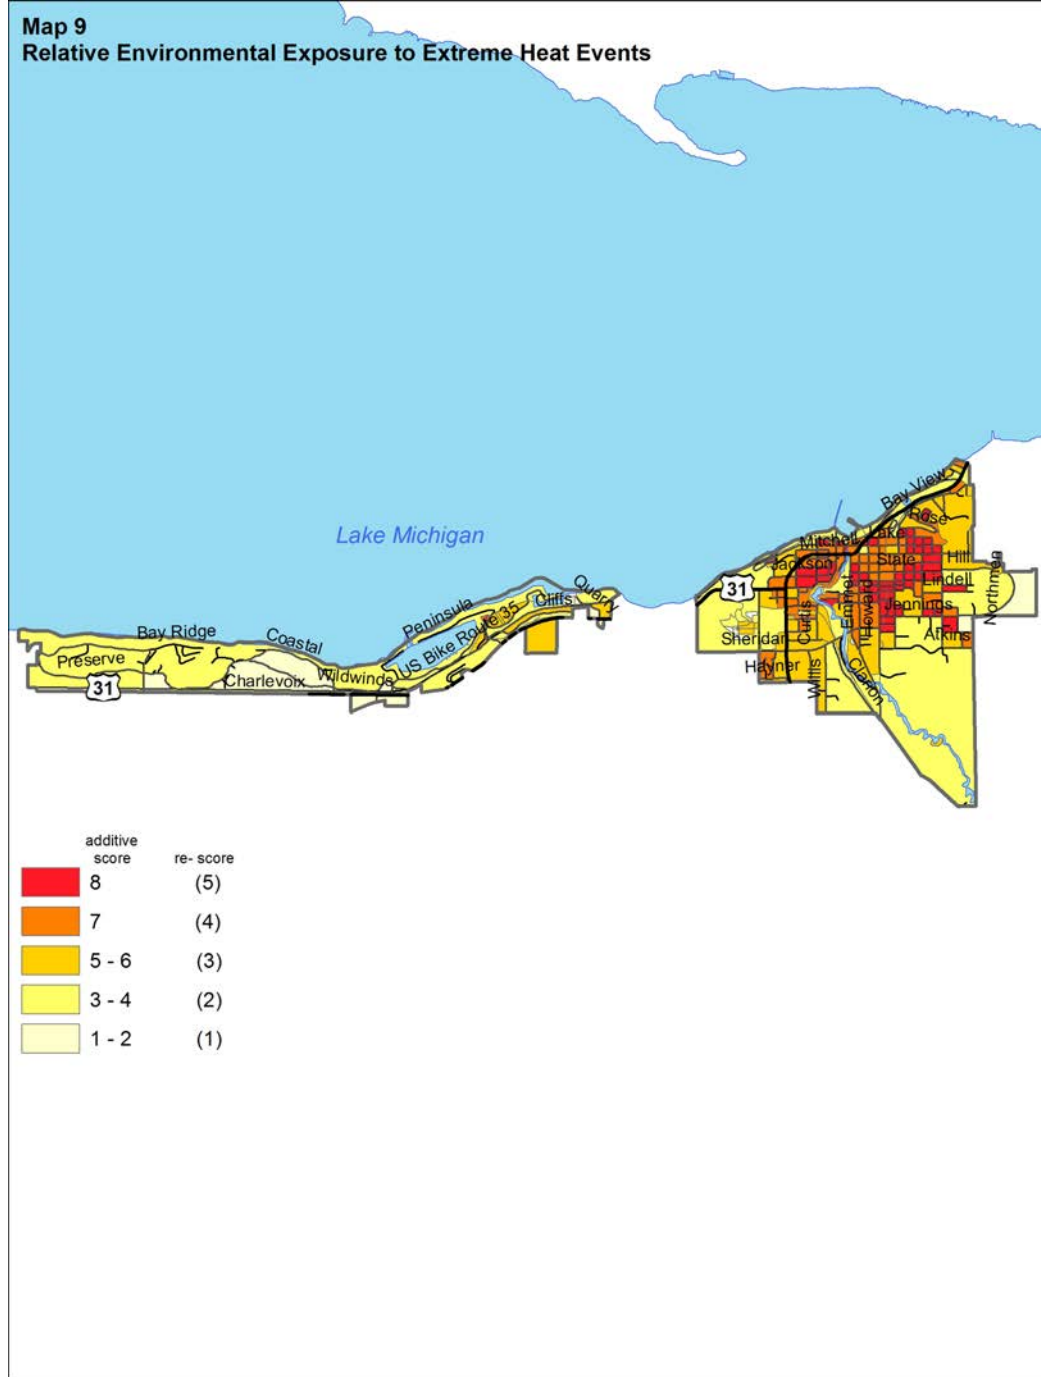 Map 9
Relative Environmental Exposure to Extreme Heat Events
Lake Michigan
Bay View
Rose
Lake
Mitchell
Jackson
State
Hill
Lindell
Northmen
31
Emmet
Howard
Jennings
Curtis
Sheridan
Atkins
Hayner
Willis
Clarion
Quarry
Cliffs
Peninsula
US Bike Route 35
Bay Ridge
Coastal
Preserve
Wildwinds
Charlevoix
31
additive
score re- score
8 (5)
7 (4)
5 - 6 (3)
3 - 4 (2)
1 - 2 (1)